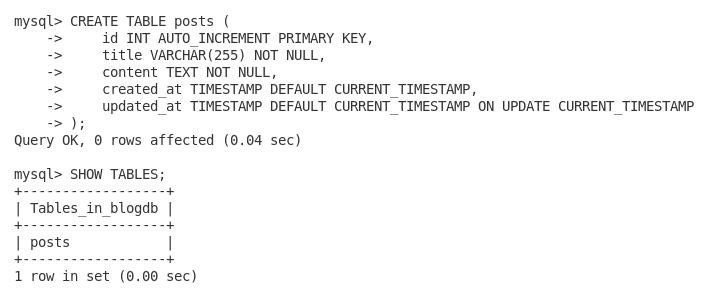 mysql> CREATE TABLE posts (
    ->     id INT AUTO_INCREMENT PRIMARY KEY,
    ->     title VARCHAR(255) NOT NULL,
    ->     content TEXT NOT NULL,
    ->     created_at TIMESTAMP DEFAULT CURRENT_TIMESTAMP,
    ->     updated_at TIMESTAMP DEFAULT CURRENT_TIMESTAMP ON UPDATE CURRENT_TIMESTAMP
    -> );
Query OK, 0 rows affected (0.04 sec)

mysql> SHOW TABLES;
+------------------+
| Tables_in_blogdb |
+------------------+
| posts            |
+------------------+
1 row in set (0.00 sec)